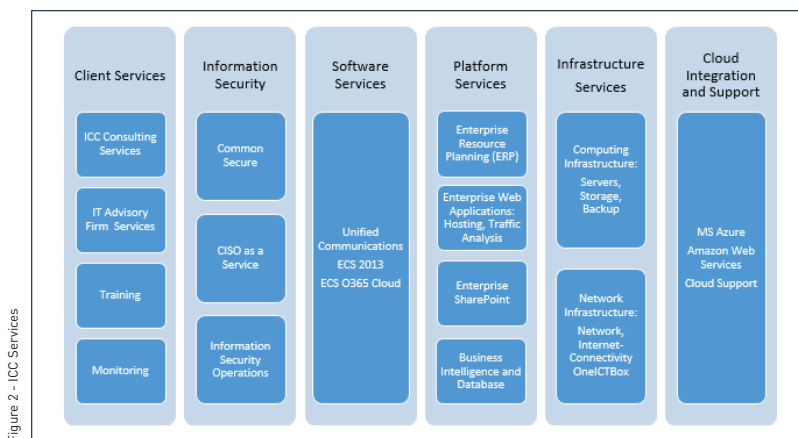 Client Services
ICC Consulting
Services
IT Advisory
Firm Services
Training
Monitoring
Information
Security
Common
Secure
CISO as a
Service
Information
Security
Operations
Software
Services
Unified
Communications
ECS 2013
ECS O365 Cloud
Platform
Services
Enterprise
Resource
Planning (ERP)
Enterprise Web
Applications:
Hosting, Traffic
Analysis
Enterprise
SharePoint
Business
Intelligence and
Database
Infrastructure
Services
Computing
Infrastructure:
Servers,
Storage,
Backup
Network
Infrastructure:
Network,
Internet-
Connectivity
OneICTBox
Cloud
Integration
and Support
MS Azure
Amazon Web
Services
Cloud Support
Figure 2 - ICC Services